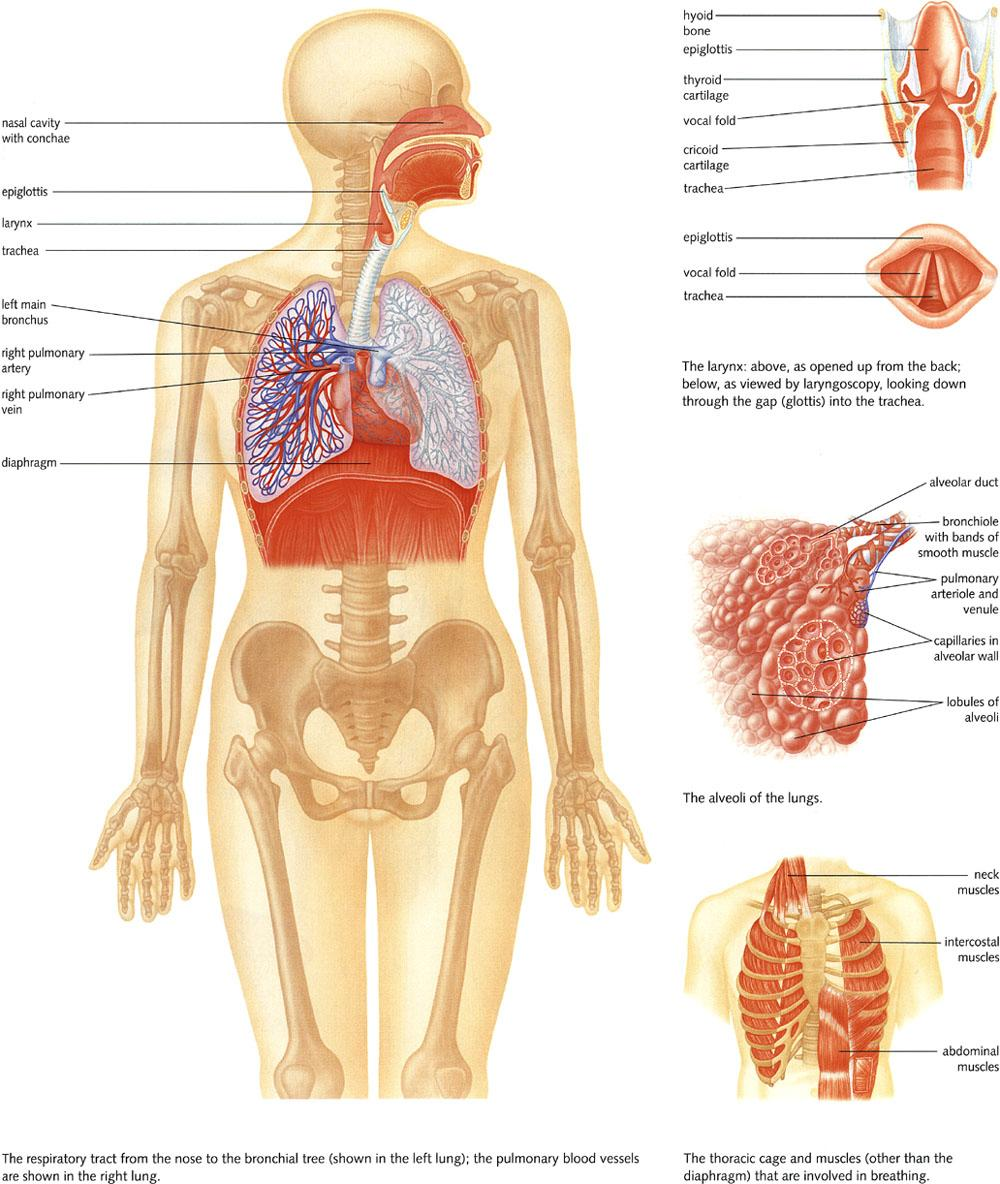 nasal cavity
with conchae
epiglottis
larynx
trachea
left main
bronchus
right pulmonary
artery
right pulmonary
vein
diaphragm
The respiratory tract from the nose to the bronchial tree (shown in the left lung); the pulmonary blood vessels
are shown in the right lung.
hyoid
bone
epiglottis
thyroid
cartilage
vocal fold
cricoid
cartilage
trachea
epiglottis
vocal fold
trachea
The larynx: above, as opened up from the back;
below, as viewed by laryngoscopy, looking down
through the gap (glottis) into the trachea.
alveolar duct
bronchiole
with bands of
smooth muscle
pulmonary
arteriole and
venule
capillaries in
alveolar wall
lobules of
alveoli
The alveoli of the lungs.
neck
muscles
intercostal
muscles
abdominal
muscles
The thoracic cage and muscles (other than the
diaphragm) that are involved in breathing.